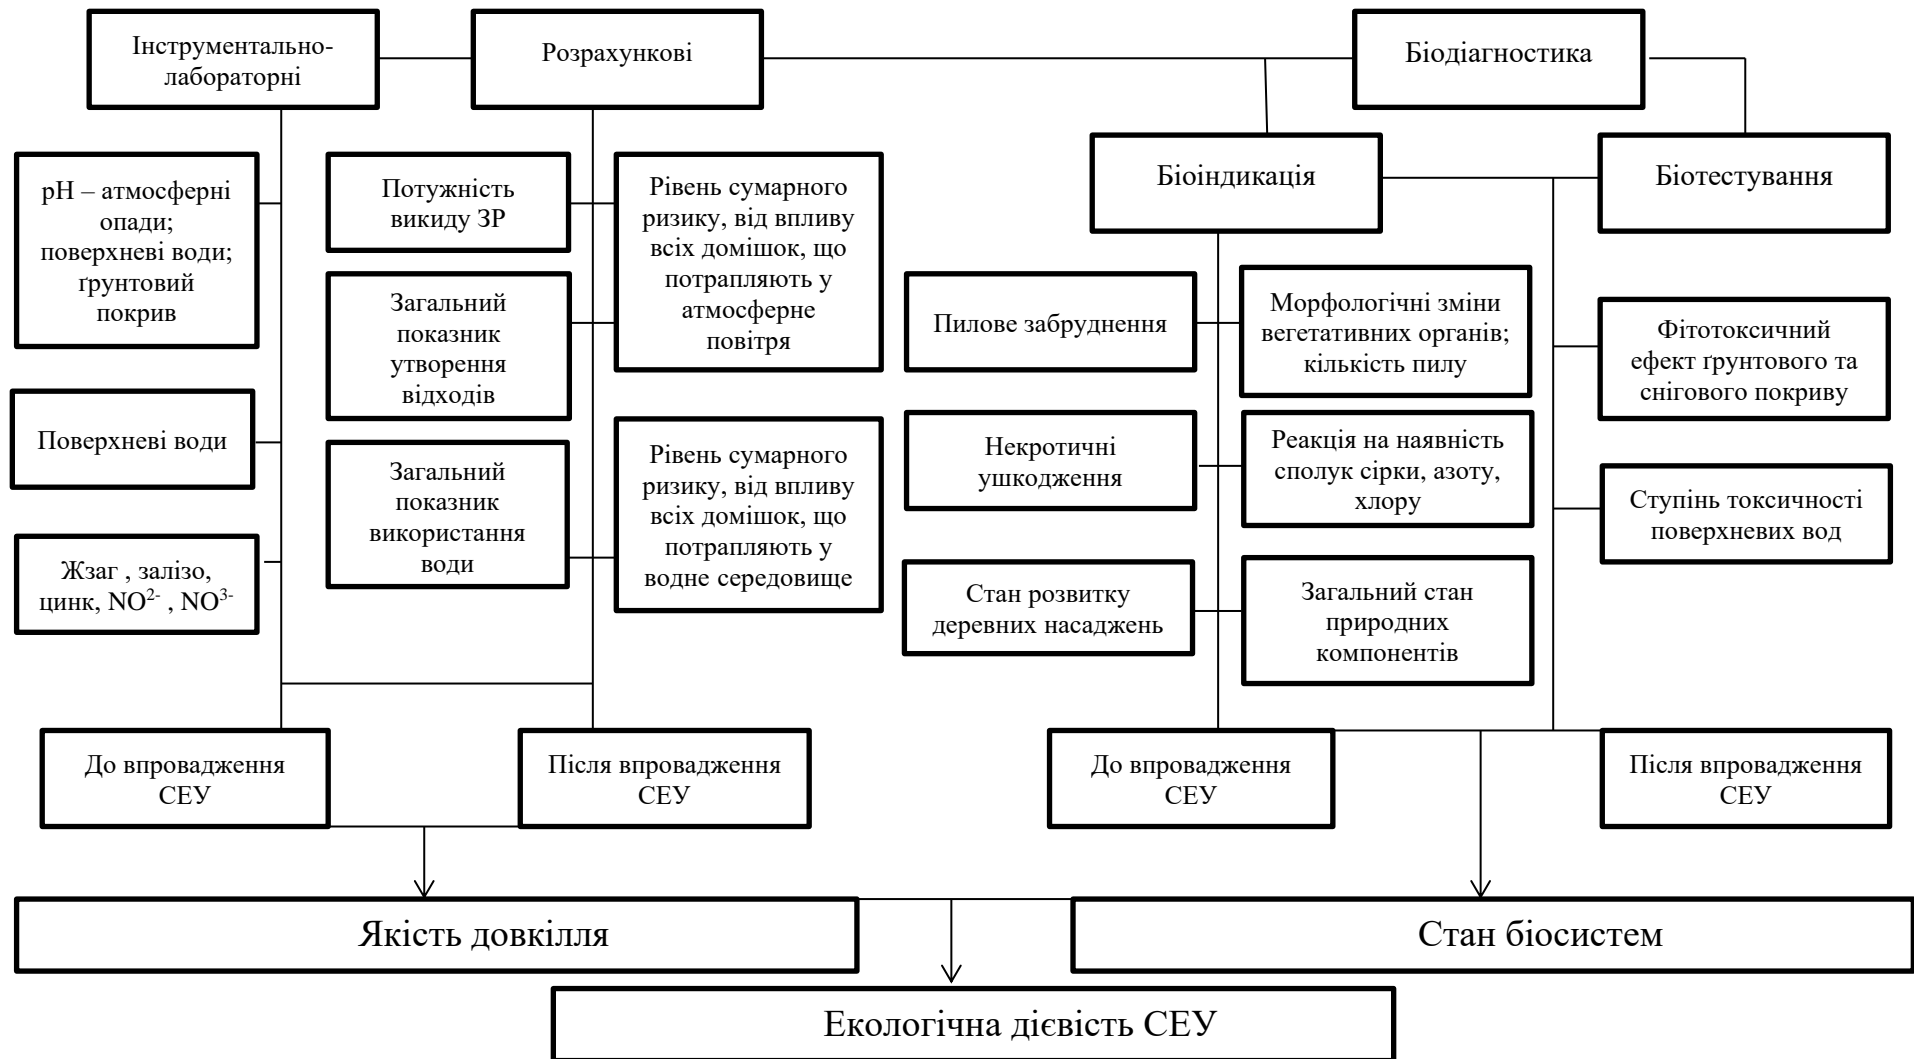 Інструментально-
лабораторні
Розрахункові
Біодіагностика
Біоіндикація
Біотестування
рН – атмосферні
опади;
поверхневі води;
ґрунтовий
покрив
Поверхневі води
Жзаг , залізо,
цинк, NO²⁻ , NO³⁻
Потужність
викиду ЗР
Загальний
показник
утворення
відходів
Загальний
показник
використання
води
Рівень сумарного
ризику, від впливу
всіх домішок, що
потрапляють у
атмосферне
повітря
Рівень сумарного
ризику, від впливу
всіх домішок, що
потрапляють у
водне середовище
Пилове забруднення
Некротичні
ушкодження
Стан розвитку
деревних насаджень
Морфологічні зміни
вегетативних органів;
кількість пилу
Реакція на наявність
сполук сірки, азоту,
хлору
Загальний стан
природних
компонентів
Фітотоксичний
ефект ґрунтового та
снігового покриву
Ступінь токсичності
поверхневих вод
До впровадження
СЕУ
Після впровадження
СЕУ
До впровадження
СЕУ
Після впровадження
СЕУ
Якість довкілля
Стан біосистем
Екологічна дієвість СЕУ